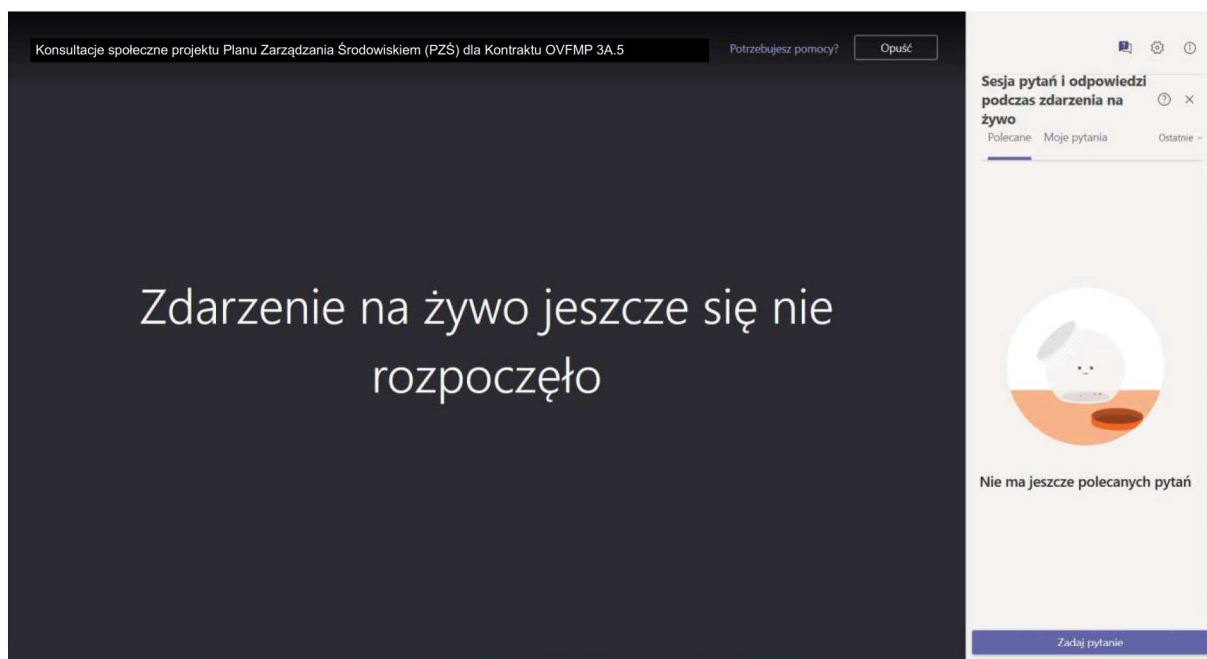 Konsultacje społeczne projektu Planu Zarządzania Środowiskiem (PZŚ) dla Kontraktu OVFMP 3A.5
Potrzebujesz pomocy?
Opuść
Zdarzenie na żywo jeszcze się nie
rozpoczęło
Sesja pytań i odpowiedzi
podczas zdarzenia na
żywo
Polecane Moje pytania Ostatnie
Nie ma jeszcze polecanych pytań
Zadaj pytanie